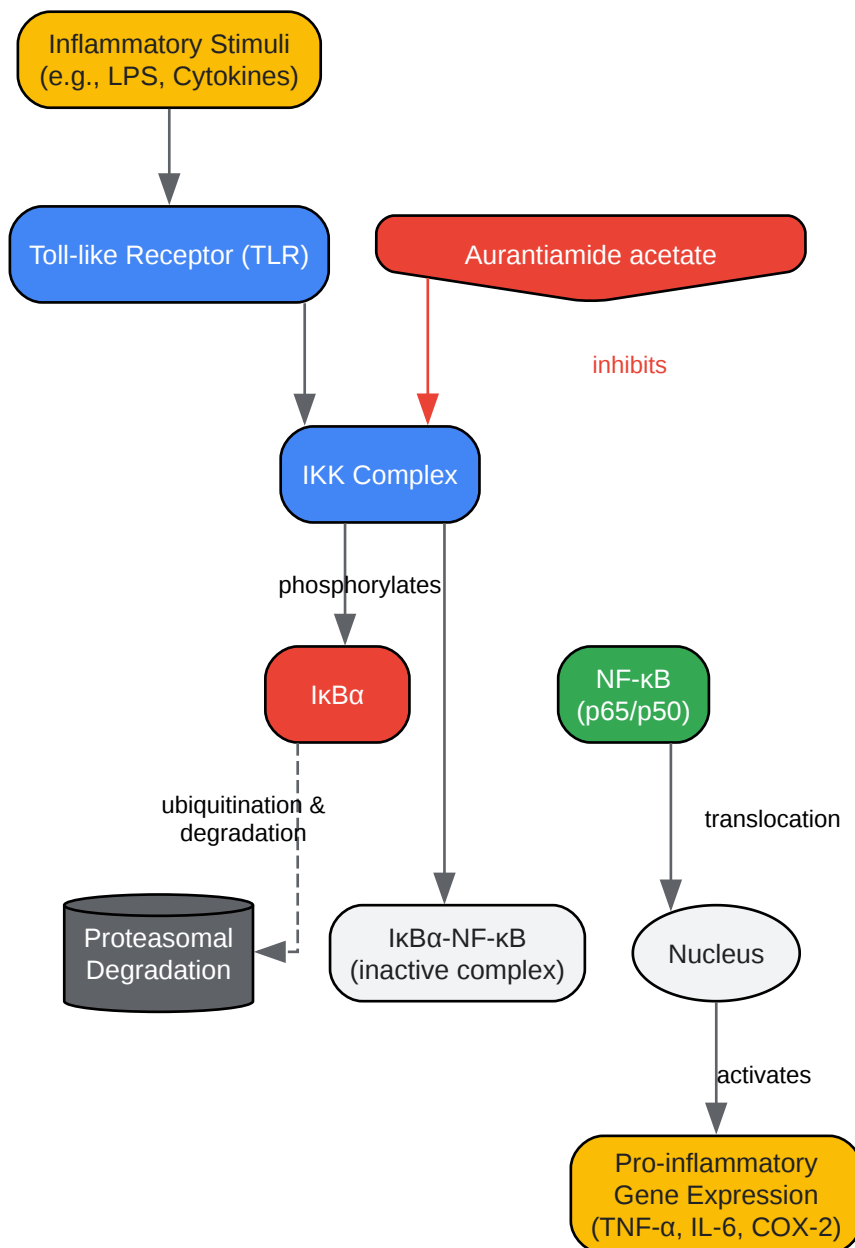 Inflammatory Stimuli
(e.g., LPS, Cytokines)
Toll-like Receptor (TLR)
Aurantiamide acetate
inhibits
IKK Complex
phosphorylates
IκBα
NF-κB
(p65/p50)
ubiquitination &
degradation
translocation
Proteasomal
Degradation
IκBα-NF-κB
(inactive complex)
Nucleus
activates
Pro-inflammatory
Gene Expression
(TNF-α, IL-6, COX-2)